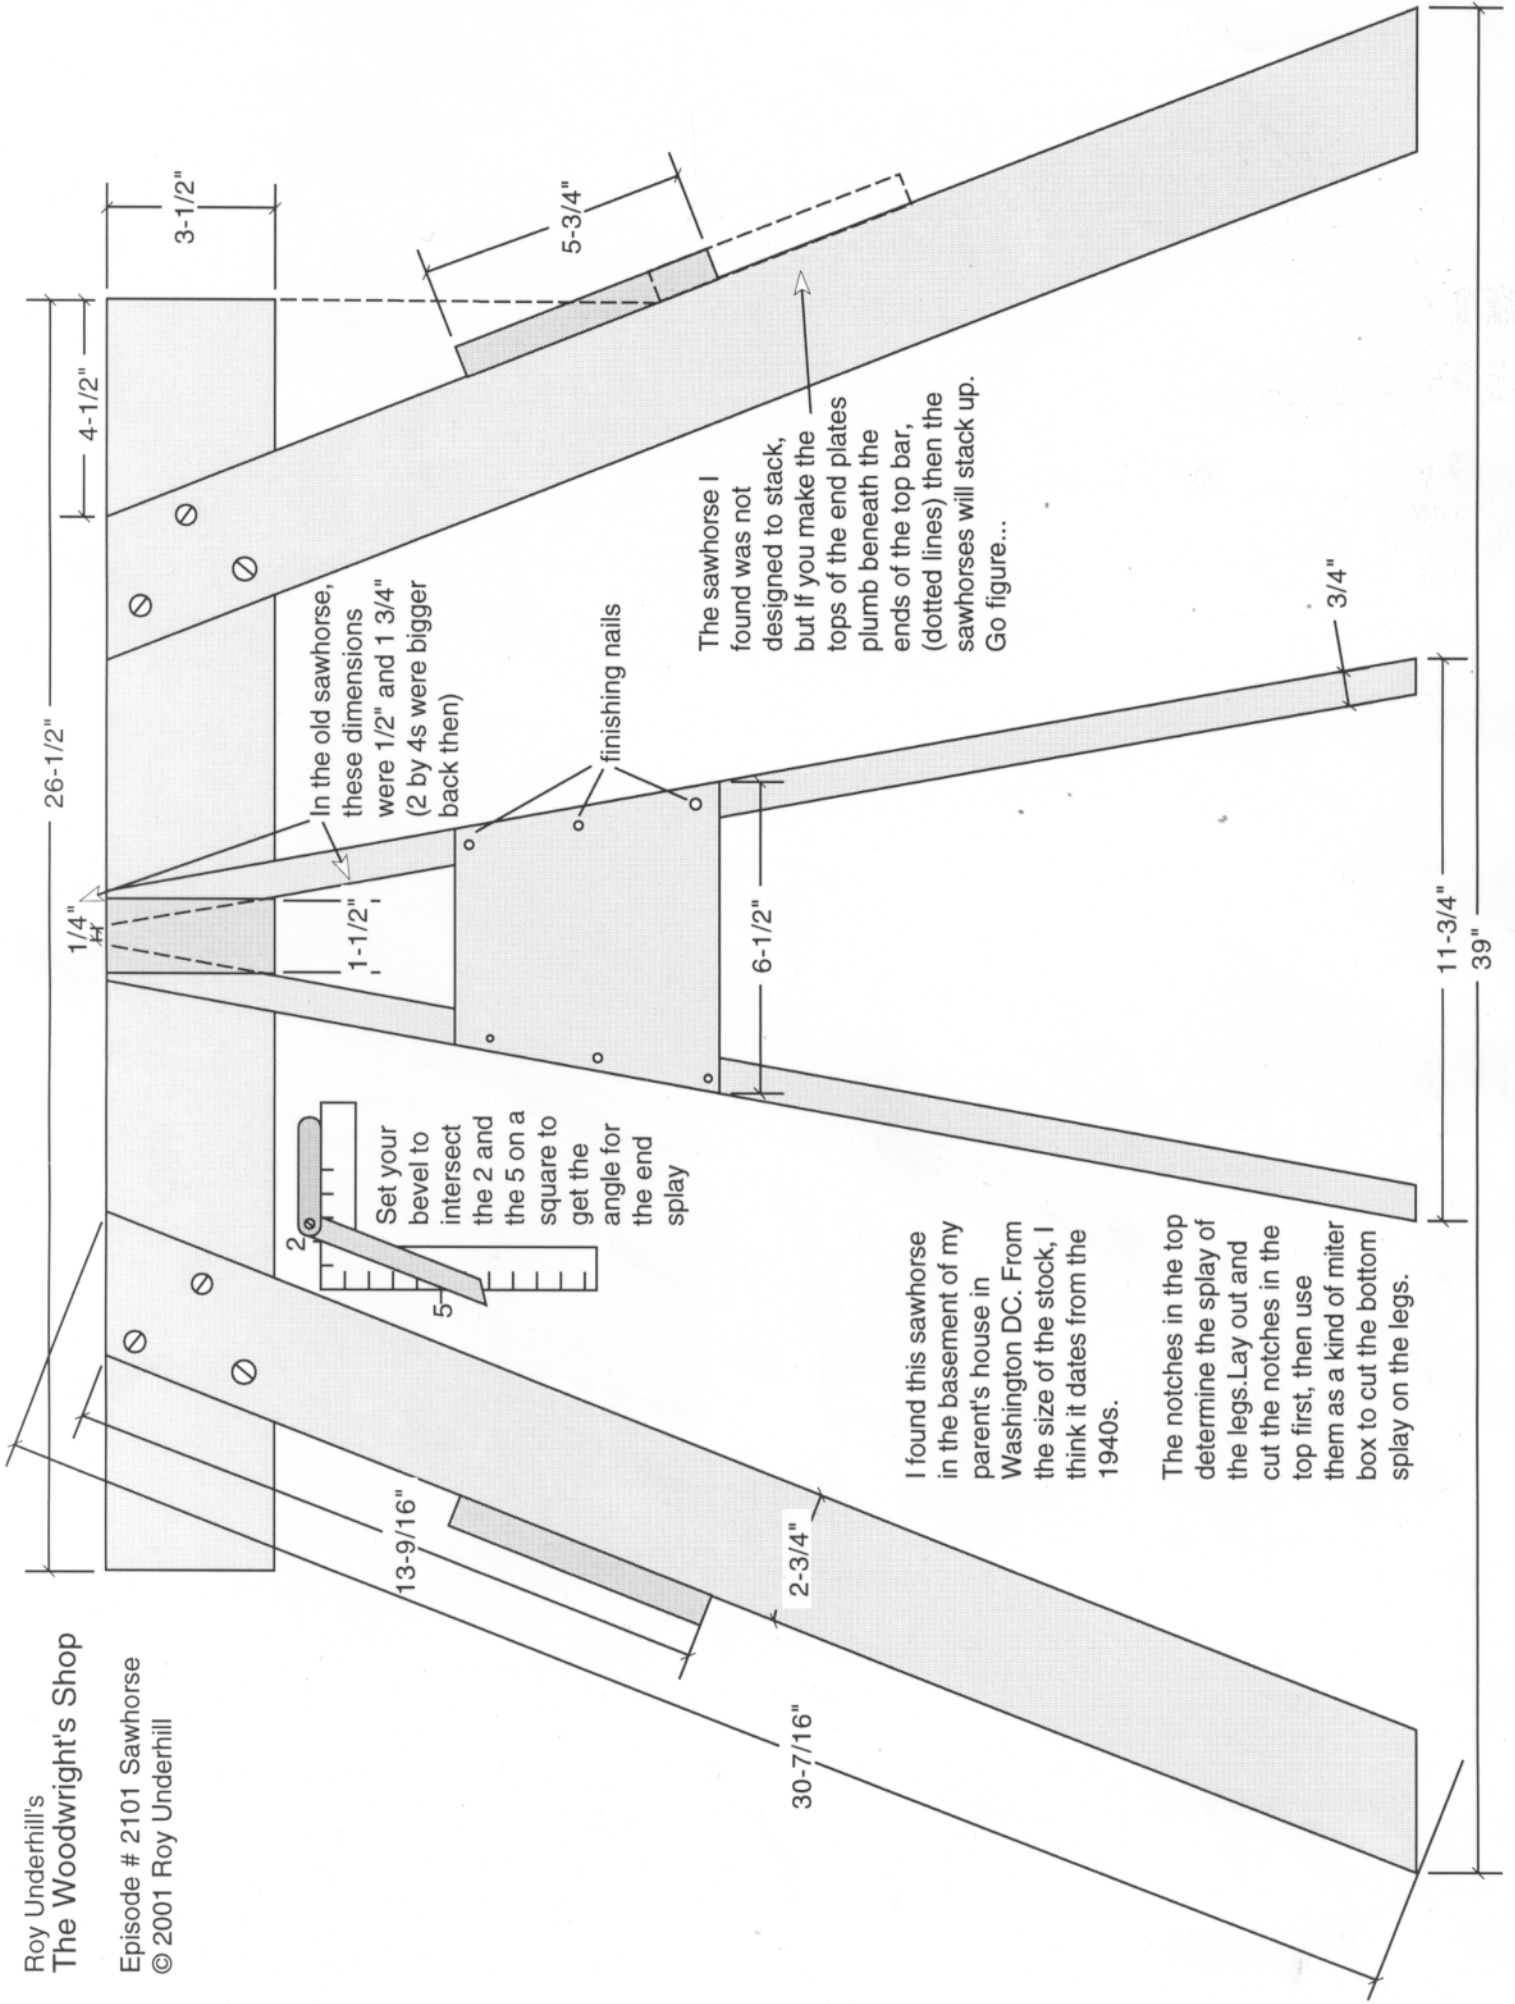 Roy Underhill's
The Woodwright's Shop
Episode # 2101 Sawhorse
© 2001 Roy Underhill
26-1/2"
4-1/2"
3-1/2"
1/4"
In the old sawhorse,
these dimensions
were 1/2" and 1 3/4"
(2 by 4s were bigger
back then)
1-1/2"
finishing nails
5-3/4"
2
5
Set your
bevel to
intersect
the 2 and
the 5 on a
square to
get the
angle for
the end
splay
13-9/16"
30-7/16"
2-3/4"
6-1/2"
The sawhorse I
found was not
designed to stack,
but If you make the
tops of the end plates
plumb beneath the
ends of the top bar,
(dotted lines) then the
sawhorses will stack up.
Go figure...
I found this sawhorse
in the basement of my
parent's house in
Washington DC. From
the size of the stock, I
think it dates from the
1940s.
The notches in the top
determine the splay of
the legs.Lay out and
cut the notches in the
top first, then use
them as a kind of miter
box to cut the bottom
splay on the legs.
3/4"
11-3/4"
39"